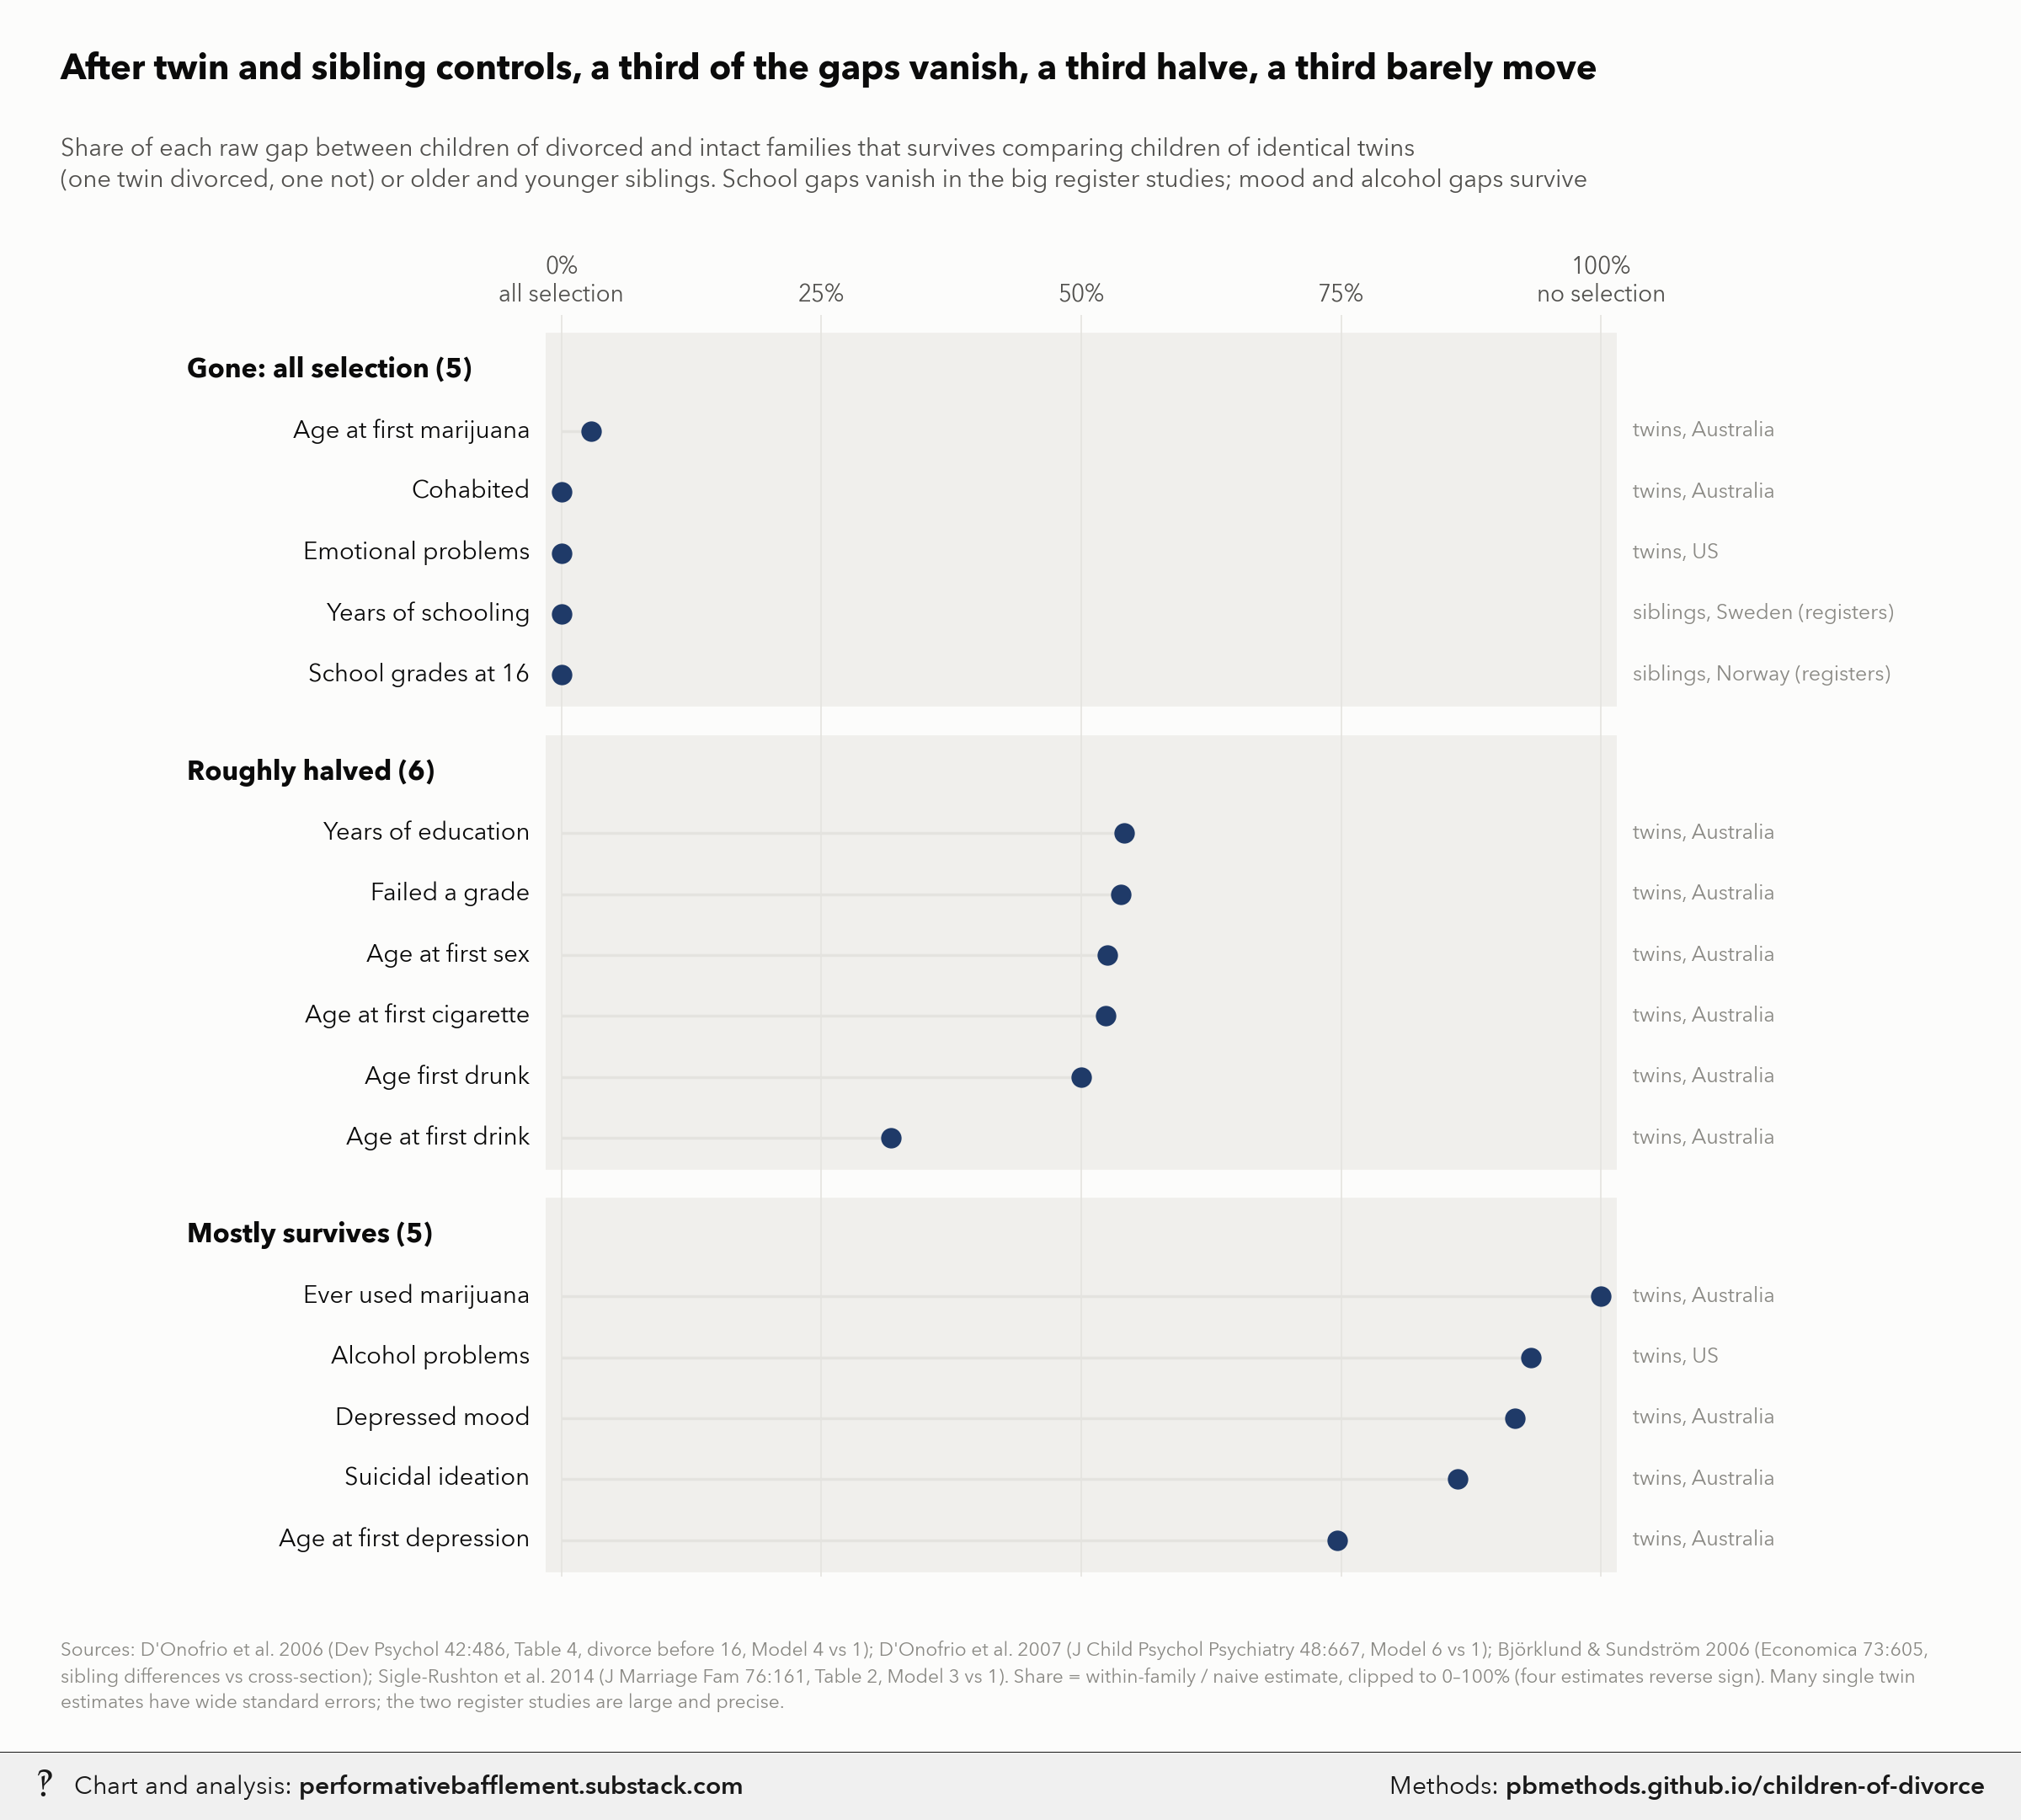 After twin and sibling controls, a third of the gaps vanish, a third halve, a third barely move
Share of each raw gap between children of divorced and intact families that survives comparing children of identical twins
(one twin divorced, one not) or older and younger siblings. School gaps vanish in the big register studies; mood and alcohol gaps survive
0%
all selection
25%
50%
75%
100%
no selection
Gone: all selection (5)
Age at first marijuana twins, Australia
Cohabited twins, Australia
Emotional problems twins, US
Years of schooling siblings, Sweden (registers)
School grades at 16 siblings, Norway (registers)
Roughly halved (6)
Years of education twins, Australia
Failed a grade twins, Australia
Age at first sex twins, Australia
Age at first cigarette twins, Australia
Age first drunk twins, Australia
Age at first drink twins, Australia
Mostly survives (5)
Ever used marijuana twins, Australia
Alcohol problems twins, US
Depressed mood twins, Australia
Suicidal ideation twins, Australia
Age at first depression twins, Australia
Sources: D'Onofrio et al. 2006 (Dev Psychol 42:486, Table 4, divorce before 16, Model 4 vs 1); D'Onofrio et al. 2007 (J Child Psychol Psychiatry 48:667, Model 6 vs 1); Björklund & Sundström 2006 (Economica 73:605,
sibling differences vs cross-section); Sigle-Rushton et al. 2014 (J Marriage Fam 76:161, Table 2, Model 3 vs 1). Share = within-family / naive estimate, clipped to 0–100% (four estimates reverse sign). Many single twin
estimates have wide standard errors; the two register studies are large and precise.
‽ Chart and analysis: performativebafflement.substack.com
Methods: pbmethods.github.io/children-of-divorce